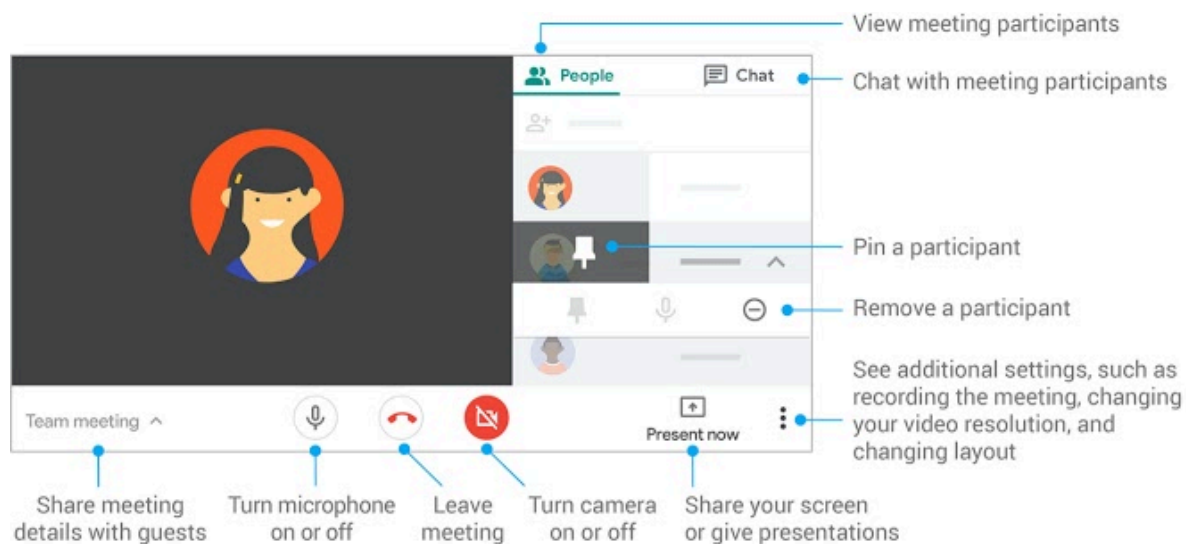 View meeting participants
People
Chat
Chat with meeting participants
Pin a participant
Remove a participant
See additional settings, such as
recording the meeting, changing
your video resolution, and
changing layout
Team meeting
Present now
Share meeting
details with guests
Turn microphone
on or off
Leave
meeting
Turn camera
on or off
Share your screen
or give presentations